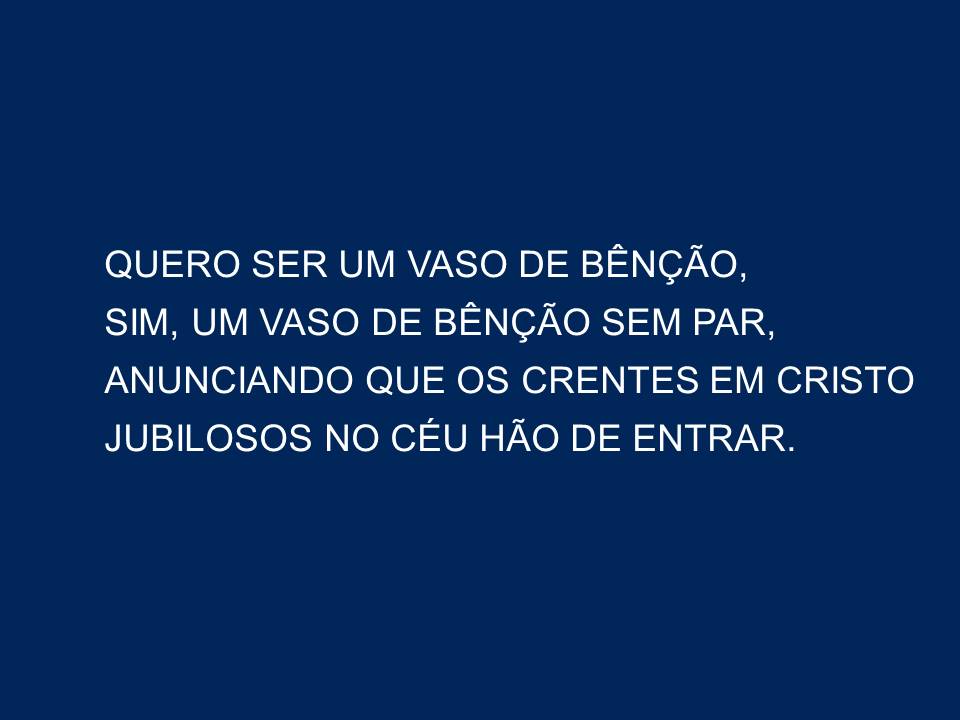 QUERO SER UM VASO DE BÊNÇÃO,
SIM, UM VASO DE BÊNÇÃO SEM PAR,
ANUNCIANDO QUE OS CRENTES EM CRISTO
JUBILOSOS NO CÉU HÃO DE ENTRAR.